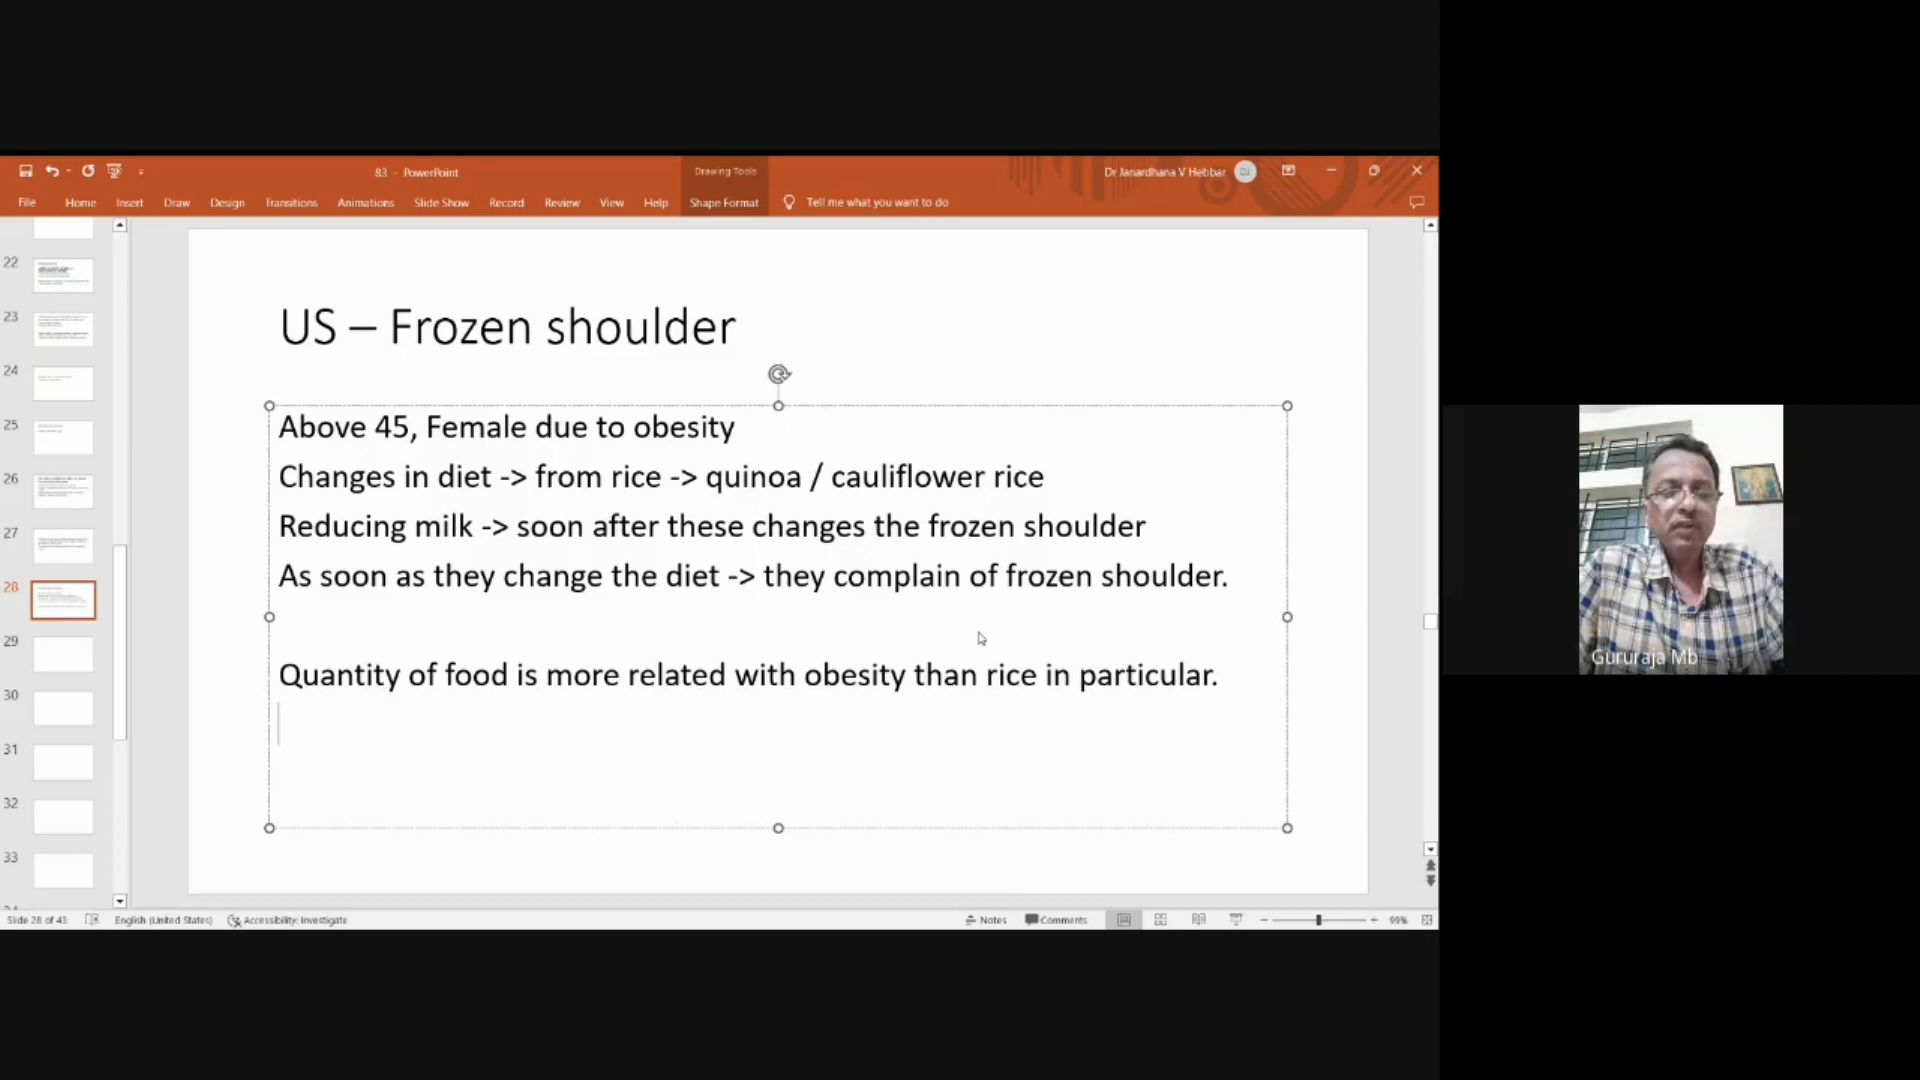 83 - PowerPoint
Drawing Tools
Dr Janardhana V Hebbar
File Home Insert Draw Design Transitions Animations Slide Show Record Review View Help Shape Format Tell me what you want to do
22
23
24
25
26
27
28
29
30
31
32
33
US – Frozen shoulder
Above 45, Female due to obesity
Changes in diet -> from rice -> quinoa / cauliflower rice
Reducing milk -> soon after these changes the frozen shoulder
As soon as they change the diet -> they complain of frozen shoulder.
Quantity of food is more related with obesity than rice in particular.
Gururaja Mb
Slide 28 of 43 English (United States) Accessibility: Investigate Notes Comments 99%